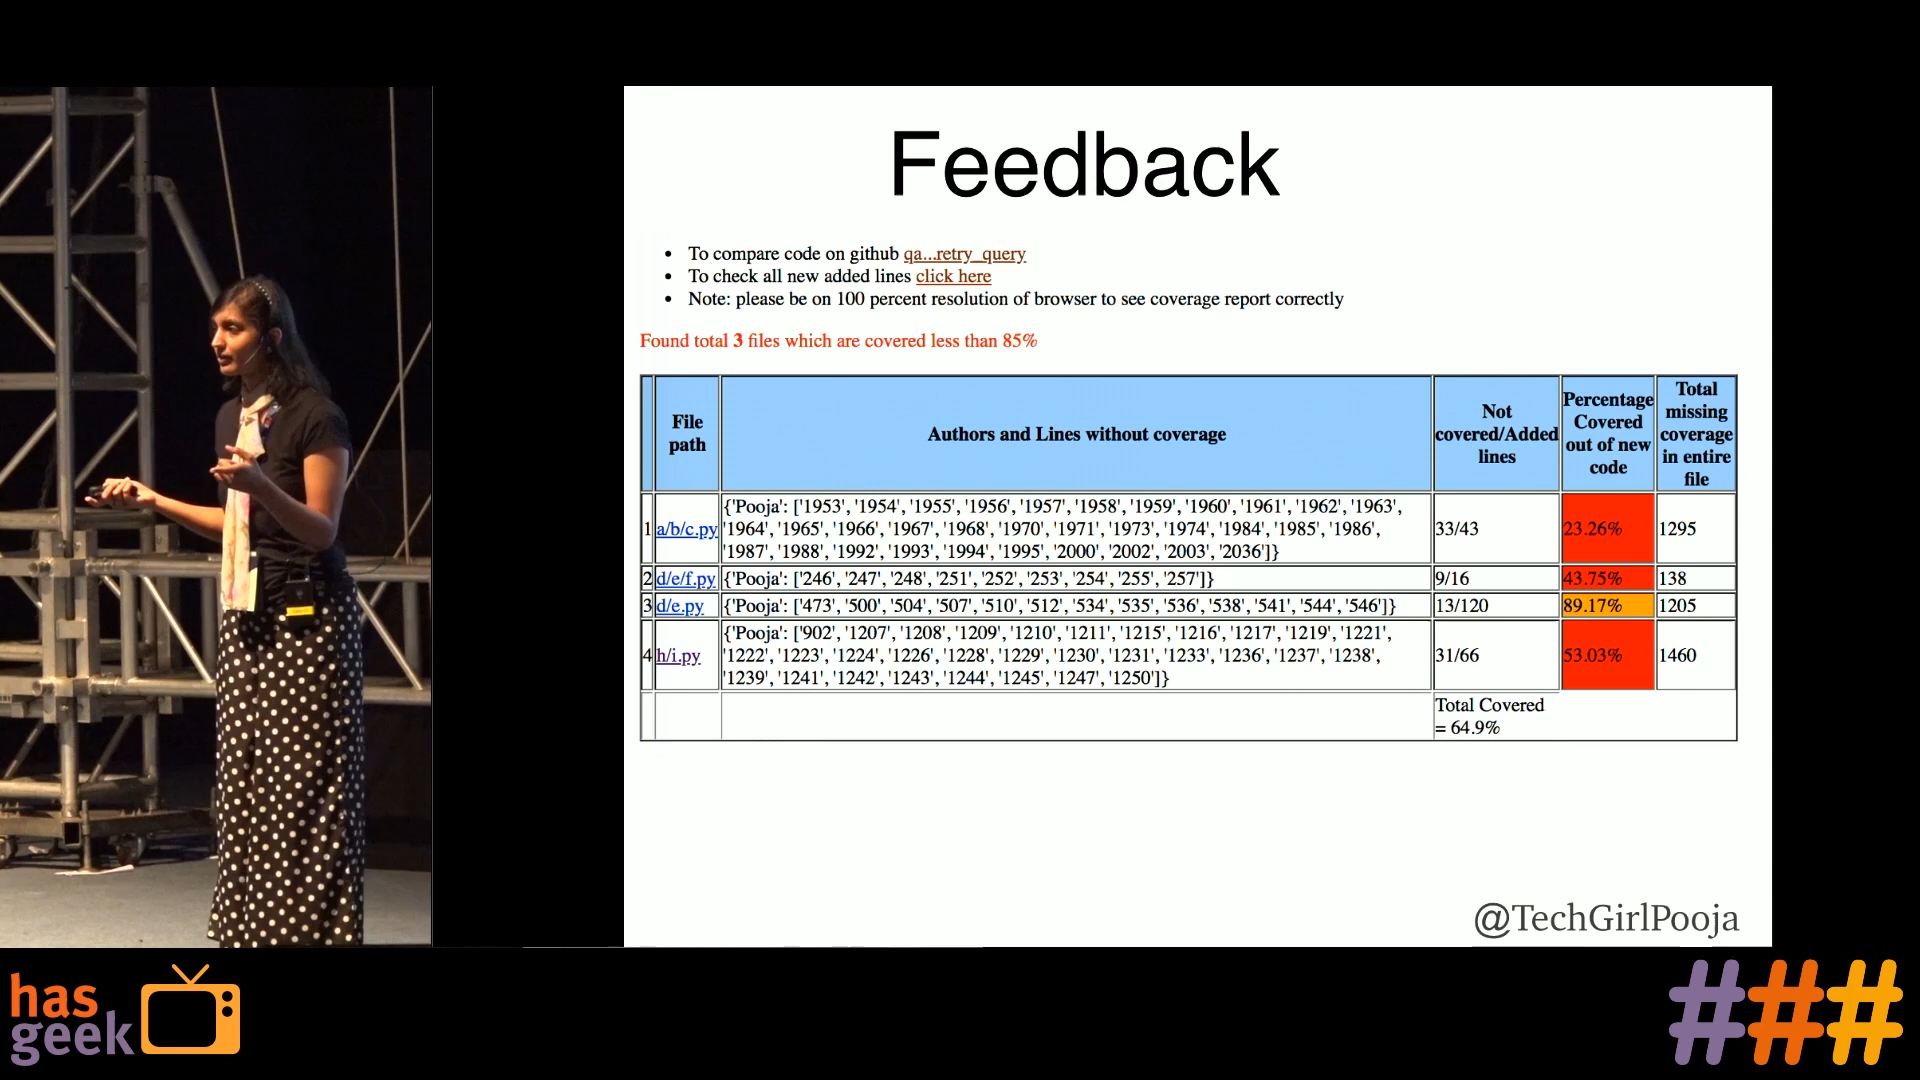 Feedback
• To compare code on github qa...retry_query
• To check all new added lines click here
• Note: please be on 100 percent resolution of browser to see coverage report correctly
Found total 3 files which are covered less than 85%
File path
Authors and Lines without coverage
Not covered/Added lines
Percentage Covered out of new code
Total missing coverage in entire file
1
a/b/c.py
{'Pooja': ['1953', '1954', '1955', '1956', '1957', '1958', '1959', '1960', '1961', '1962', '1963',
'1964', '1965', '1966', '1967', '1968', '1970', '1971', '1973', '1974', '1984', '1985', '1986',
'1987', '1988', '1992', '1993', '1994', '1995', '2000', '2002', '2003', '2036']}
33/43
23.26%
1295
2
d/e/f.py
{'Pooja': ['246', '247', '248', '251', '252', '253', '254', '255', '257']}
9/16
43.75%
138
3
d/e.py
{'Pooja': ['473', '500', '504', '507', '510', '512', '534', '535', '536', '538', '541', '544', '546']}
13/120
89.17%
1205
4
h/i.py
{'Pooja': ['902', '1207', '1208', '1209', '1210', '1211', '1215', '1216', '1217', '1219', '1221',
'1222', '1223', '1224', '1226', '1228', '1229', '1230', '1231', '1233', '1236', '1237', '1238',
'1239', '1241', '1242', '1243', '1244', '1245', '1247', '1250']}
31/66
53.03%
1460
Total Covered
= 64.9%
@TechGirlPooja
has
geek
###